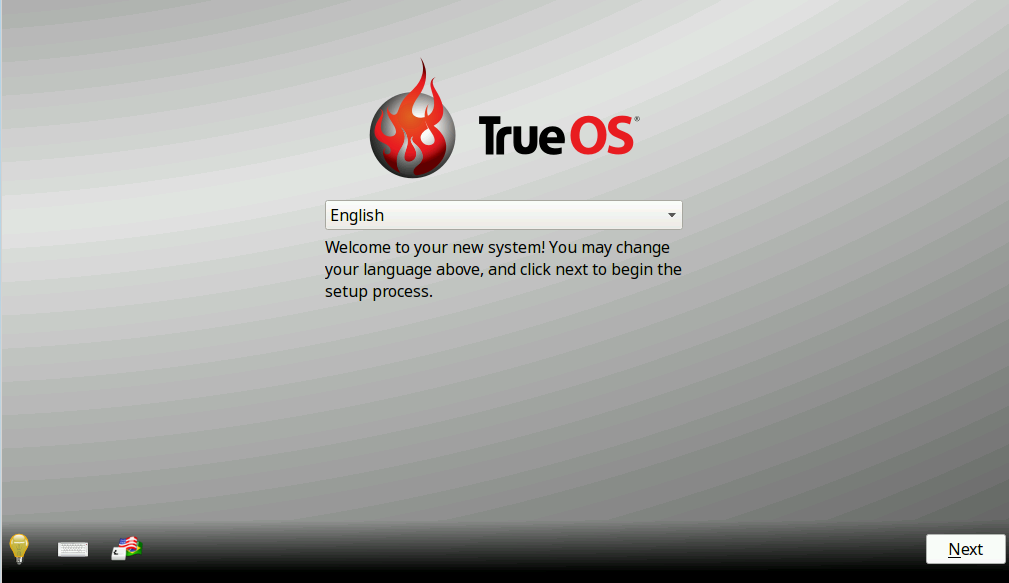 TrueOS®
English
Welcome to your new system! You may change
your language above, and click next to begin the
setup process.
Next